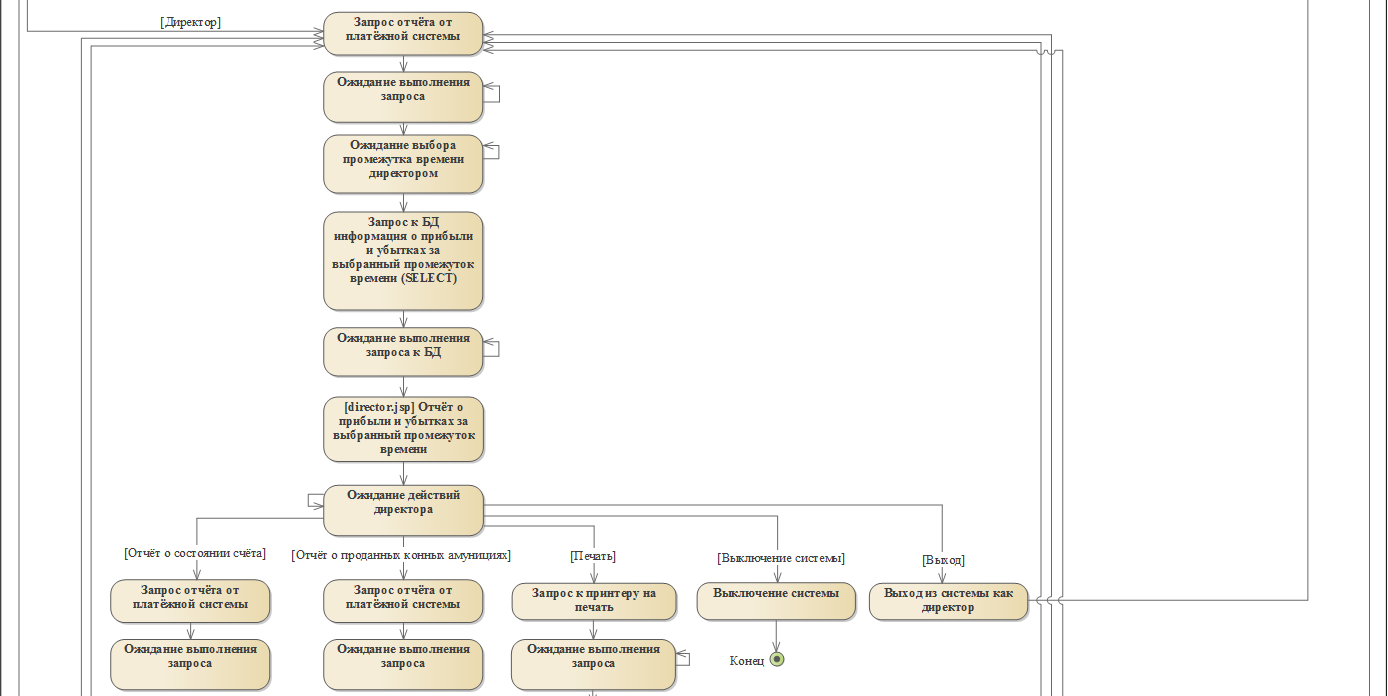 [Директор]
Запрос отчёта от
платёжной системы
Ожидание выполнения
запроса
Ожидание выбора
промежутка времени
директором
Запрос к БД
информация о прибыли
и убытках за
выбранный промежуток
времени (SELECT)
Ожидание выполнения
запроса к БД
[director.jsp] Отчёт о
прибыли и убытках за
выбранный промежуток
времени
Ожидание действий
директора
[Отчёт о состоянии счёта]
[Отчёт о проданных конных амунициях]
[Печать]
[Выключение системы]
[Выход]
Запрос отчёта от
платёжной системы
Запрос отчёта от
платёжной системы
Запрос к принтеру на
печать
Выключение системы
Выход из системы как
директор
Ожидание выполнения
запроса
Ожидание выполнения
запроса
Ожидание выполнения
запроса
Конец